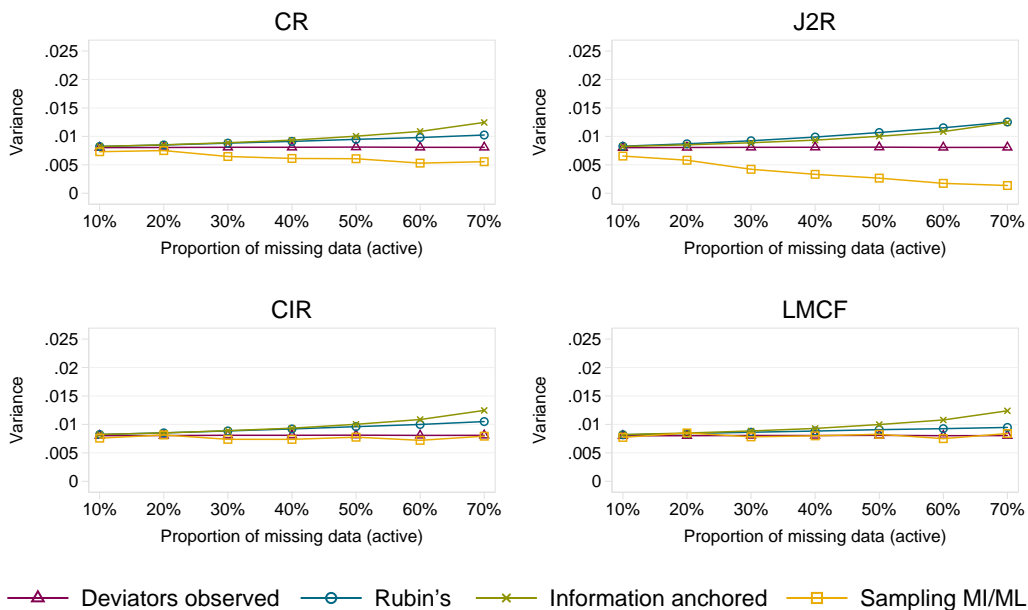 CR
.025
.02
.015
.01
.005
0
Variance
10% 20% 30% 40% 50% 60% 70%
Proportion of missing data (active)
J2R
.025
.02
.015
.01
.005
0
Variance
10% 20% 30% 40% 50% 60% 70%
Proportion of missing data (active)
CIR
.025
.02
.015
.01
.005
0
Variance
10% 20% 30% 40% 50% 60% 70%
Proportion of missing data (active)
LMCF
.025
.02
.015
.01
.005
0
Variance
10% 20% 30% 40% 50% 60% 70%
Proportion of missing data (active)
Deviators observed Rubin's Information anchored Sampling MI/ML